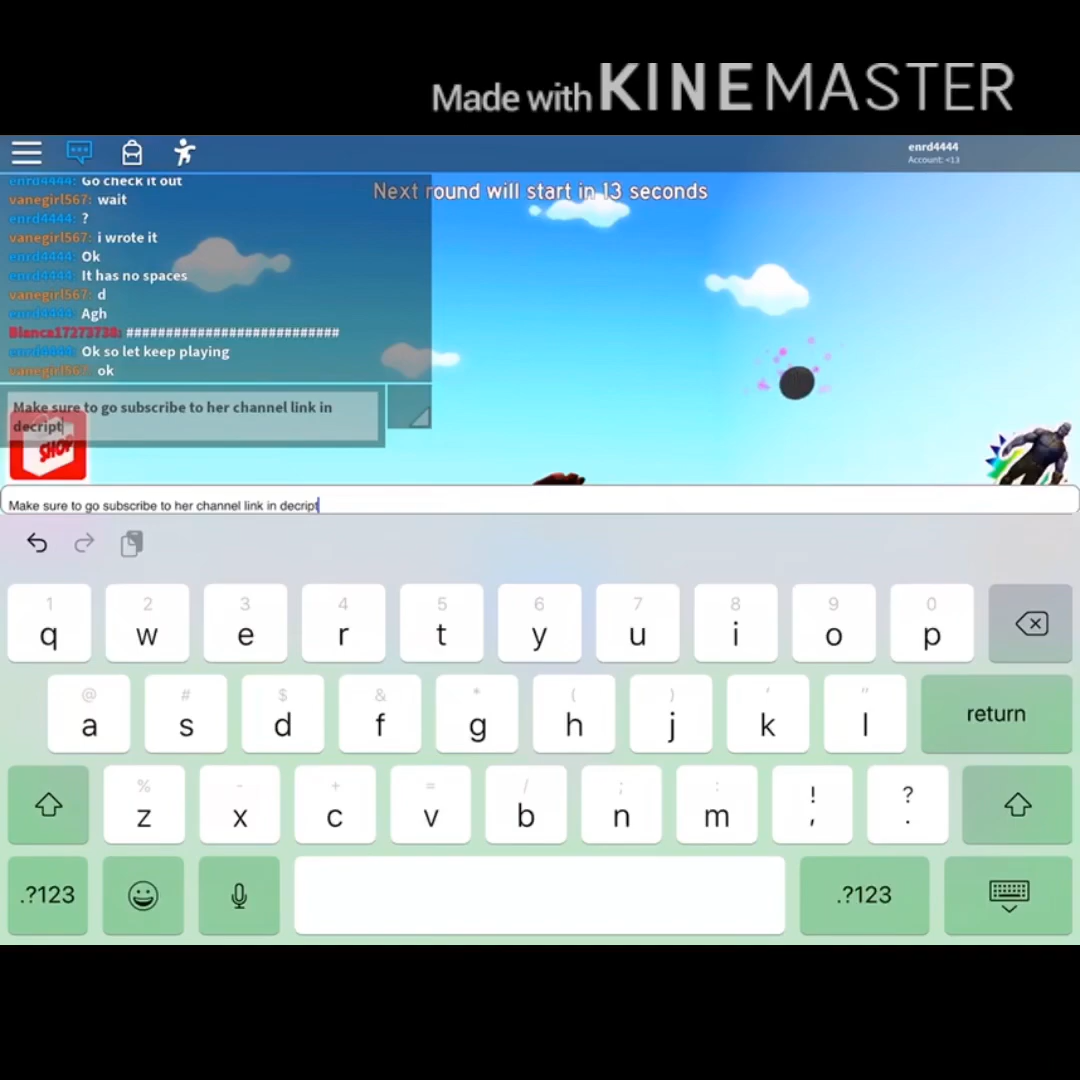 Made with KINEMASTER
enrd4444
Account: <13
enrd4444: Go check it out
Next round will start in 13 seconds
vanegirl567: wait
enrd4444: ?
vanegirl567: i wrote it
enrd4444: Ok
enrd4444: It has no spaces
vanegirl567: d
enrd4444: Agh
Blanca17273738: ###########################
enrd4444: Ok so let keep playing
vanegirl567: ok
Make sure to go subscribe to her channel link in
decript
SHOP
Make sure to go subscribe to her channel link in decript
1 2 3 4 5 6 7 8 9 0
q w e r t y u i o p
@ # $ & * ( ) ' "
a s d f g h j k l return
% - + = / ; : ! ?
z x c v b n m , .
.?123 .?123